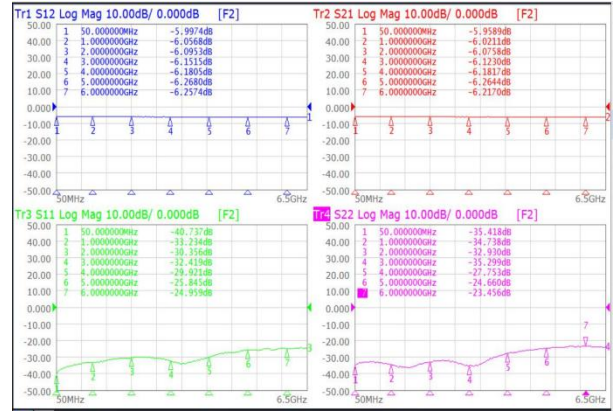 Tr1 S12 Log Mag 10.00dB/ 0.000dB [F2]
50.00
40.00
30.00
20.00
10.00
0.000
-10.00
-20.00
-30.00
-40.00
-50.00
1 50.000000MHz -5.9974dB
2 1.0000000GHz -6.0568dB
3 2.0000000GHz -6.0953dB
4 3.0000000GHz -6.1515dB
5 4.0000000GHz -6.1805dB
6 5.0000000GHz -6.2680dB
7 6.0000000GHz -6.2574dB
1
1 2 3 4 5 6 7
50MHz 6.5GHz
Tr2 S21 Log Mag 10.00dB/ 0.000dB [F2]
50.00
40.00
30.00
20.00
10.00
0.000
-10.00
-20.00
-30.00
-40.00
-50.00
1 50.000000MHz -5.9589dB
2 1.0000000GHz -6.0211dB
3 2.0000000GHz -6.0758dB
4 3.0000000GHz -6.1230dB
5 4.0000000GHz -6.1817dB
6 5.0000000GHz -6.2644dB
7 6.0000000GHz -6.2170dB
2
1 2 3 4 5 6 7
50MHz 6.5GHz
Tr3 S11 Log Mag 10.00dB/ 0.000dB [F2]
50.00
40.00
30.00
20.00
10.00
0.000
-10.00
-20.00
-30.00
-40.00
-50.00
1 50.000000MHz -40.737dB
2 1.0000000GHz -33.234dB
3 2.0000000GHz -30.356dB
4 3.0000000GHz -32.419dB
5 4.0000000GHz -29.921dB
6 5.0000000GHz -25.845dB
7 6.0000000GHz -24.959dB
3
1 2 3 4 5 6 7
50MHz 6.5GHz
Tr4 S22 Log Mag 10.00dB/ 0.000dB [F2]
50.00
40.00
30.00
20.00
10.00
0.000
-10.00
-20.00
-30.00
-40.00
-50.00
1 50.000000MHz -35.418dB
2 1.0000000GHz -34.738dB
3 2.0000000GHz -32.930dB
4 3.0000000GHz -35.299dB
5 4.0000000GHz -27.753dB
6 5.0000000GHz -24.660dB
7 6.0000000GHz -23.456dB
7
4
1 2 3 4 5 6
50MHz 6.5GHz